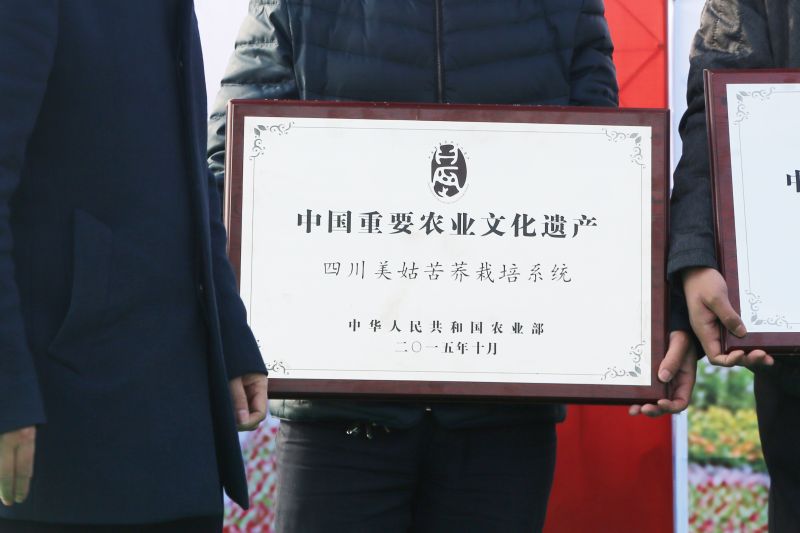 中国重要农业文化遗产
四川美姑苦荞栽培系统
中华人民共和国农业部
二〇一五年十月